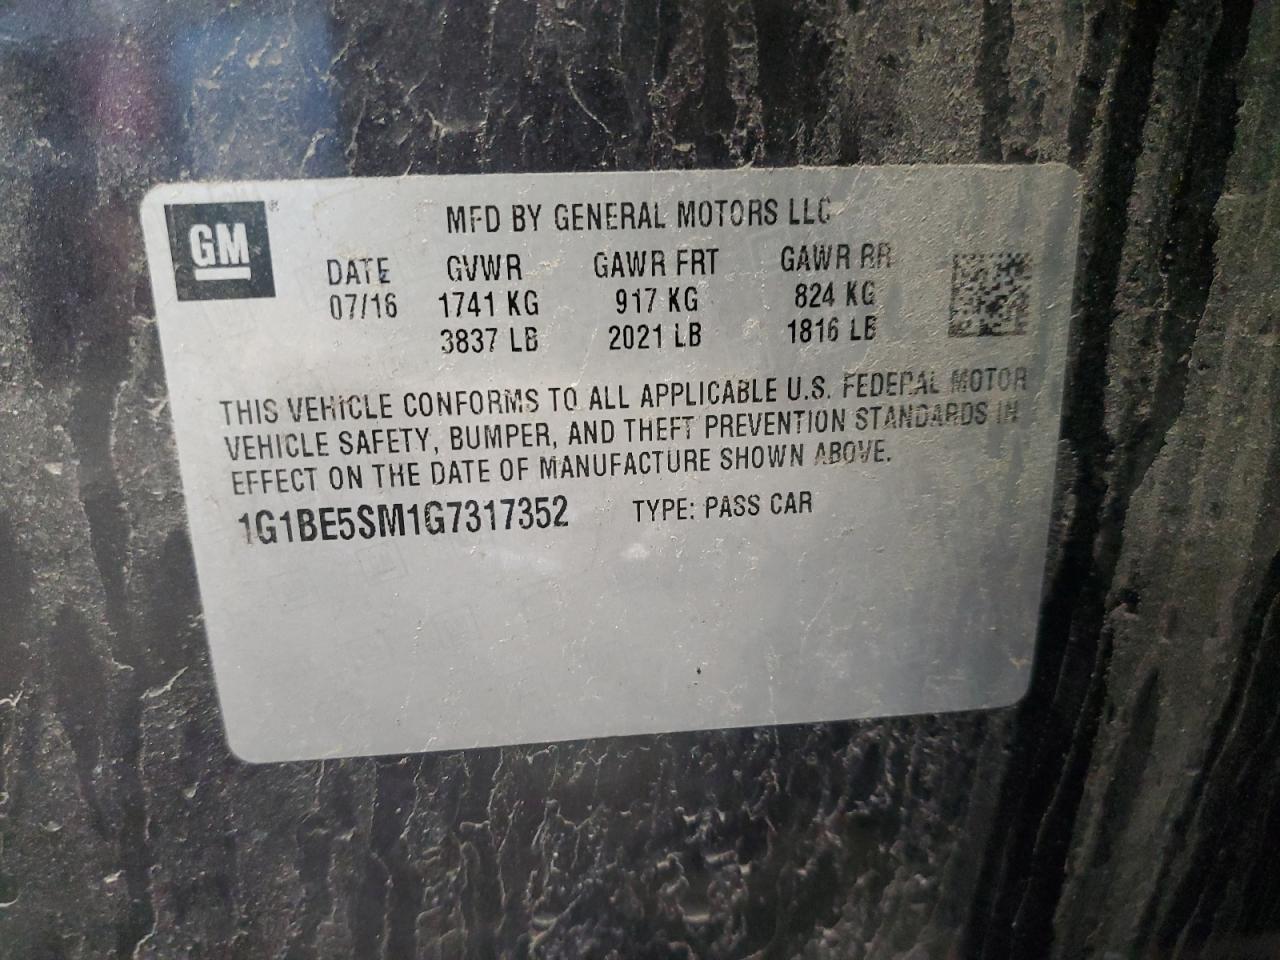 GM ®
MFD BY GENERAL MOTORS LLC
DATE GVWR GAWR FRT GAWR RR
07/16 1741 KG 917 KG 824 KG
3837 LB 2021 LB 1816 LB
THIS VEHICLE CONFORMS TO ALL APPLICABLE U.S. FEDERAL MOTOR
VEHICLE SAFETY, BUMPER, AND THEFT PREVENTION STANDARDS IN
EFFECT ON THE DATE OF MANUFACTURE SHOWN ABOVE.
1G1BE5SM1G7317352 TYPE: PASS CAR